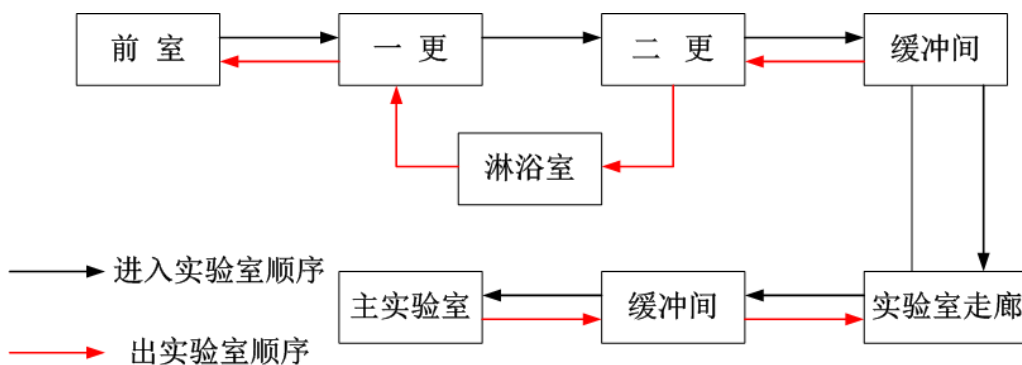 前 室
一 更
二 更
缓冲间
淋浴室
进入实验室顺序
主实验室
缓冲间
实验室走廊
出实验室顺序